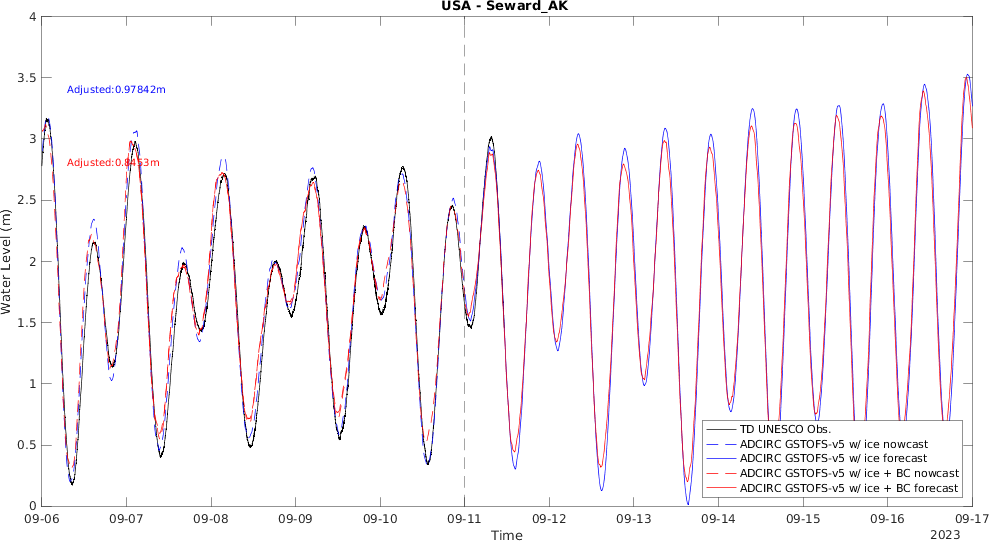 USA - Seward_AK
4
3.5
3
2.5
2
1.5
1
0.5
0
Water Level (m)
Adjusted:0.97842m
Adjusted:0.8453m
TD UNESCO Obs.
ADCIRC GSTOFS-v5 w/ ice nowcast
ADCIRC GSTOFS-v5 w/ ice forecast
ADCIRC GSTOFS-v5 w/ ice + BC nowcast
ADCIRC GSTOFS-v5 w/ ice + BC forecast
09-06 09-07 09-08 09-09 09-10 09-11 09-12 09-13 09-14 09-15 09-16 09-17
Time
2023